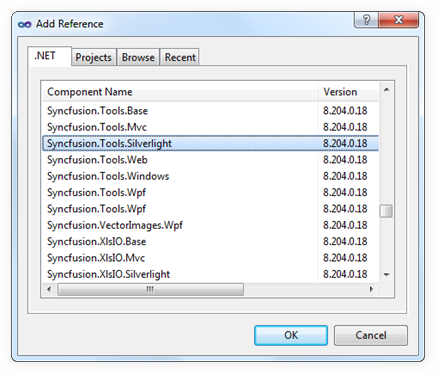 Add Reference
.NET Projects Browse Recent
Component Name Version
Syncfusion.Tools.Base 8.204.0.18
Syncfusion.Tools.Mvc 8.204.0.18
Syncfusion.Tools.Silverlight 8.204.0.18
Syncfusion.Tools.Web 8.204.0.18
Syncfusion.Tools.Windows 8.204.0.18
Syncfusion.Tools.Wpf 8.204.0.18
Syncfusion.Tools.Wpf 8.204.0.18
Syncfusion.VectorImages.Wpf 8.204.0.18
Syncfusion.XlsIO.Base 8.204.0.18
Syncfusion.XlsIO.Mvc 8.204.0.18
Syncfusion.XlsIO.Silverlight 8.204.0.18
OK Cancel